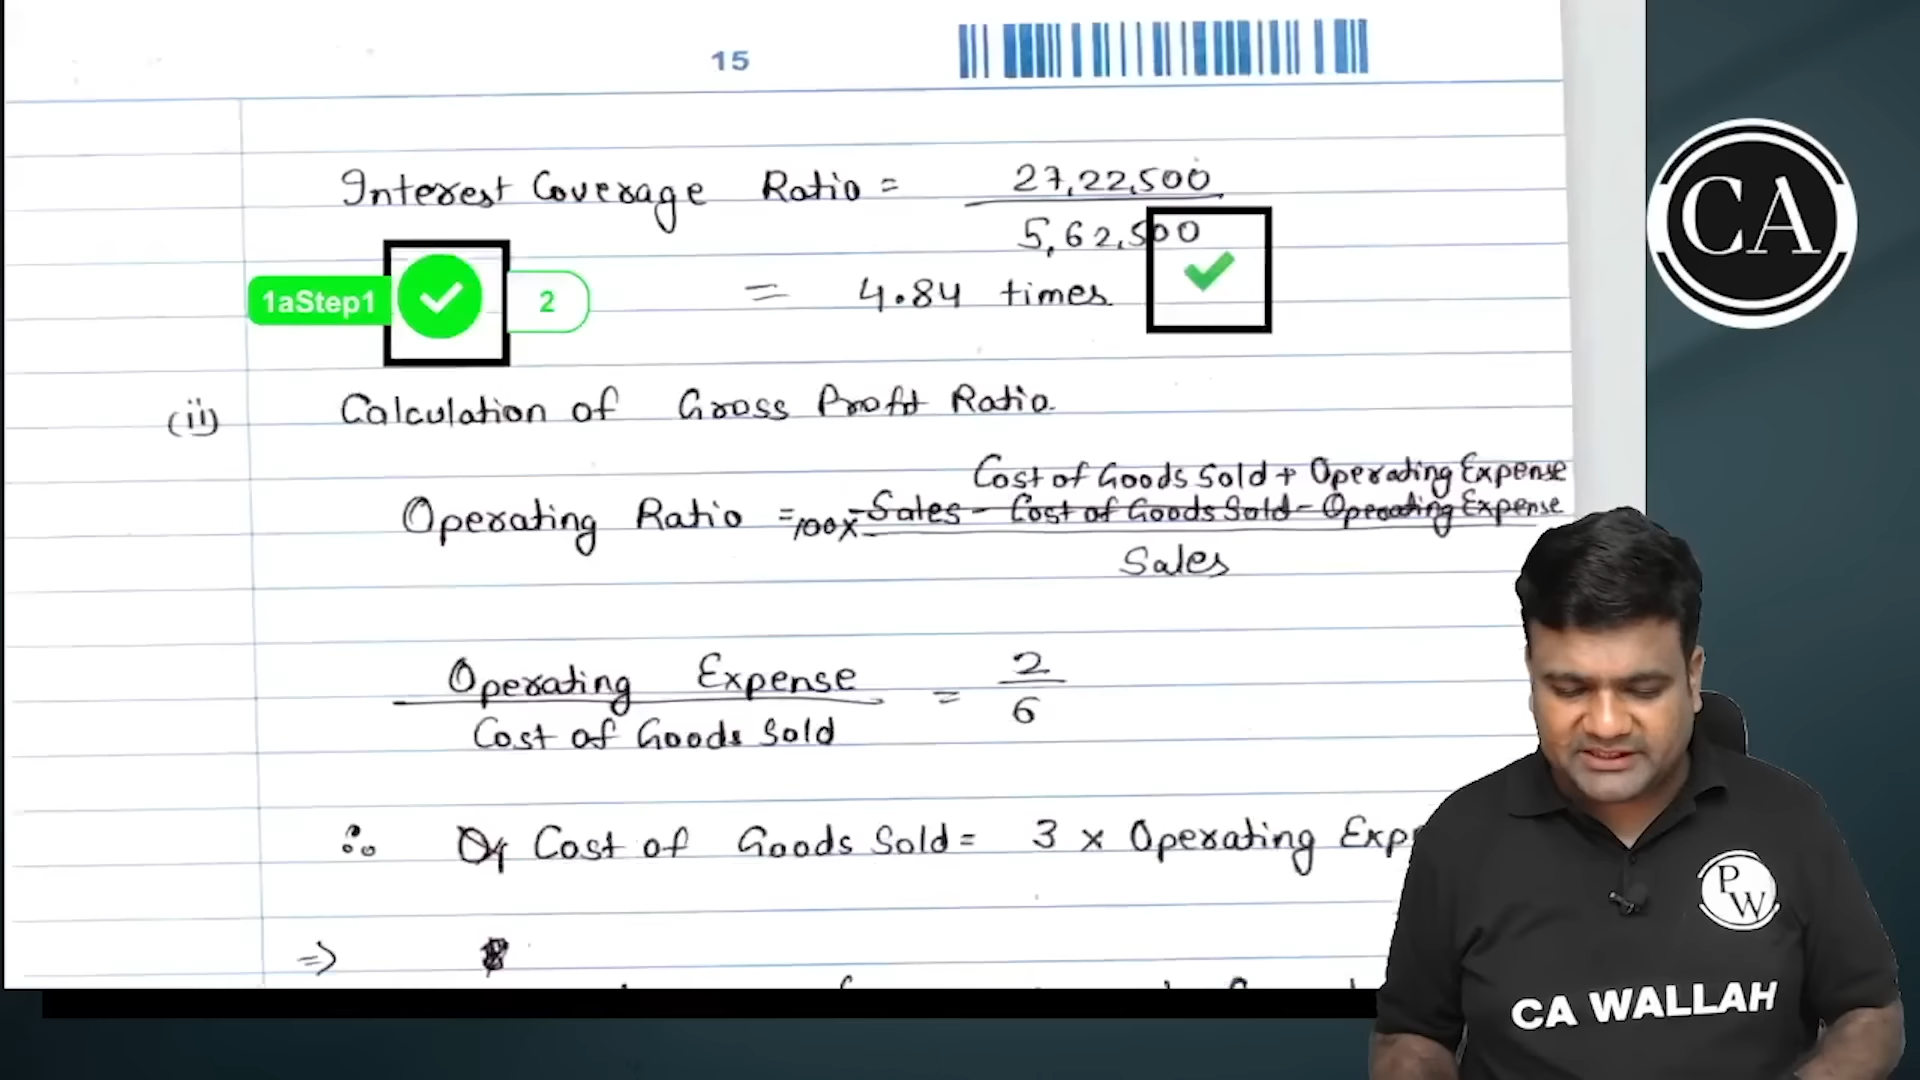 15
Interest Coverage Ratio = 27,22,500
5,62,500
1aStep1 2
= 4.84 times
(ii) Calculation of Gross Profit Ratio.
Cost of Goods Sold + Operating Expense
Operating Ratio = 100x Sales - Cost of Goods Sold - Operating Expense
Sales
Operating Expense = 2
Cost of Goods Sold 6
∴ Cost of Goods Sold = 3 x Operating Exp
⇒
CA
PW
CA WALLAH